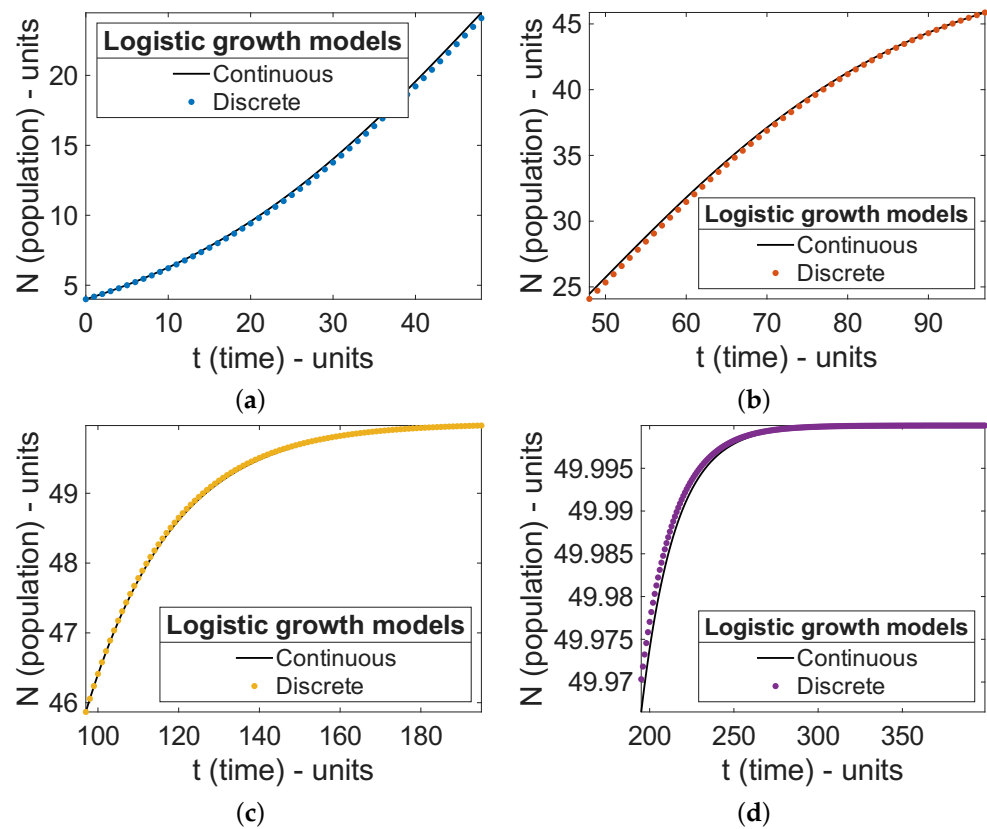 Logistic growth models
Continuous
Discrete
N (population) - units
5
10
15
20
0
20
40
t (time) - units
(a)
Logistic growth models
Continuous
Discrete
N (population) - units
25
30
35
40
45
50
60
70
80
90
t (time) - units
(b)
Logistic growth models
Continuous
Discrete
N (population) - units
46
47
48
49
100
120
140
160
180
t (time) - units
(c)
Logistic growth models
Continuous
Discrete
N (population) - units
49.97
49.975
49.98
49.985
49.99
49.995
200
250
300
350
t (time) - units
(d)